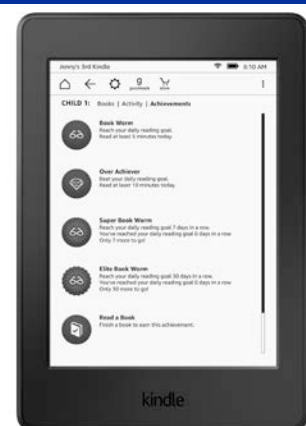 Jenny's 3rd Kindle 8:10 AM
g
goodreads
store
CHILD 1: Books | Activity | Achievements
Book Worm
Reach your daily reading goal.
Read at least 5 minutes today.
Over Achiever
Beat your daily reading goal.
Read at least 10 minutes today.
Super Book Worm
Reach your daily reading goal 7 days in a row.
You've reached your daily reading goal 0 days in a row
Only 7 more to go!
Elite Book Worm
Reach your daily reading goal 30 days in a row.
You've reached your daily reading goal 0 days in a row
Only 30 more to go!
Read a Book
Finish a book to earn this achievement.
kindle